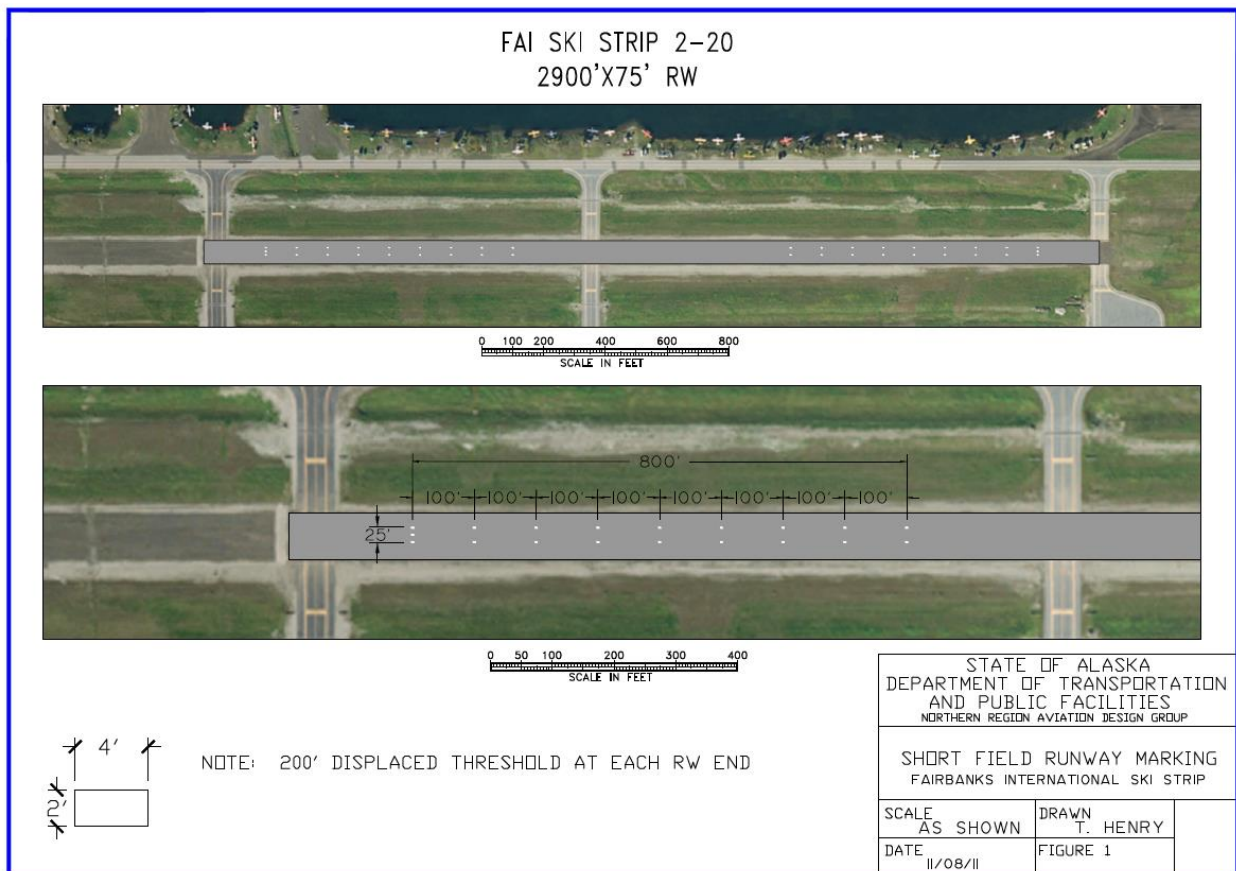 FAI SKI STRIP 2-20
2900'X75' RW
0 100 200 400 600 800
SCALE IN FEET
800'
100' 100' 100' 100' 100' 100' 100' 100'
25'
0 50 100 200 300 400
SCALE IN FEET
4'
2'
NOTE: 200' DISPLACED THRESHOLD AT EACH RW END
STATE OF ALASKA
DEPARTMENT OF TRANSPORTATION
AND PUBLIC FACILITIES
NORTHERN REGION AVIATION DESIGN GROUP
SHORT FIELD RUNWAY MARKING
FAIRBANKS INTERNATIONAL SKI STRIP
SCALE
AS SHOWN
DRAWN
T. HENRY
DATE
11/08/11
FIGURE 1